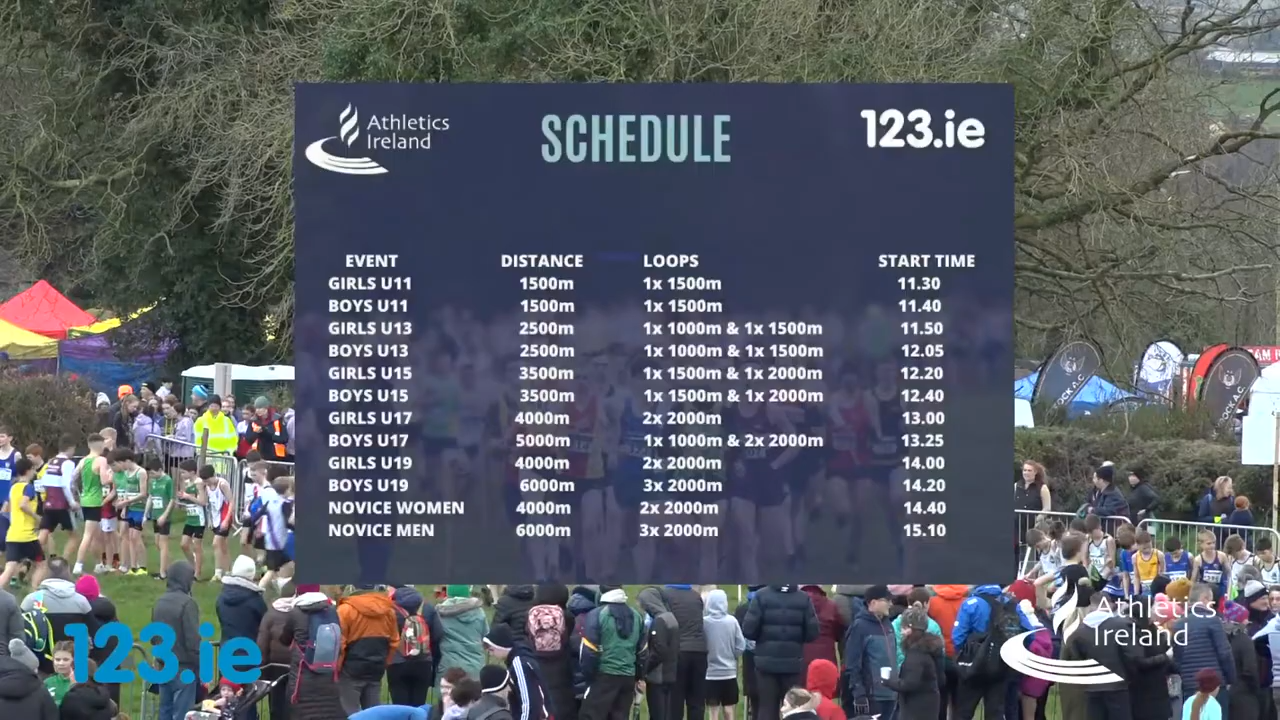 Athletics
Ireland
SCHEDULE
123.ie
EVENT DISTANCE LOOPS START TIME
GIRLS U11 1500m 1x 1500m 11.30
BOYS U11 1500m 1x 1500m 11.40
GIRLS U13 2500m 1x 1000m & 1x 1500m 11.50
BOYS U13 2500m 1x 1000m & 1x 1500m 12.05
GIRLS U15 3500m 1x 1500m & 1x 2000m 12.20
BOYS U15 3500m 1x 1500m & 1x 2000m 12.40
GIRLS U17 4000m 2x 2000m 13.00
BOYS U17 5000m 1x 1000m & 2x 2000m 13.25
GIRLS U19 4000m 2x 2000m 14.00
BOYS U19 6000m 3x 2000m 14.20
NOVICE WOMEN 4000m 2x 2000m 14.40
NOVICE MEN 6000m 3x 2000m 15.10
123.ie
Athletics
Ireland